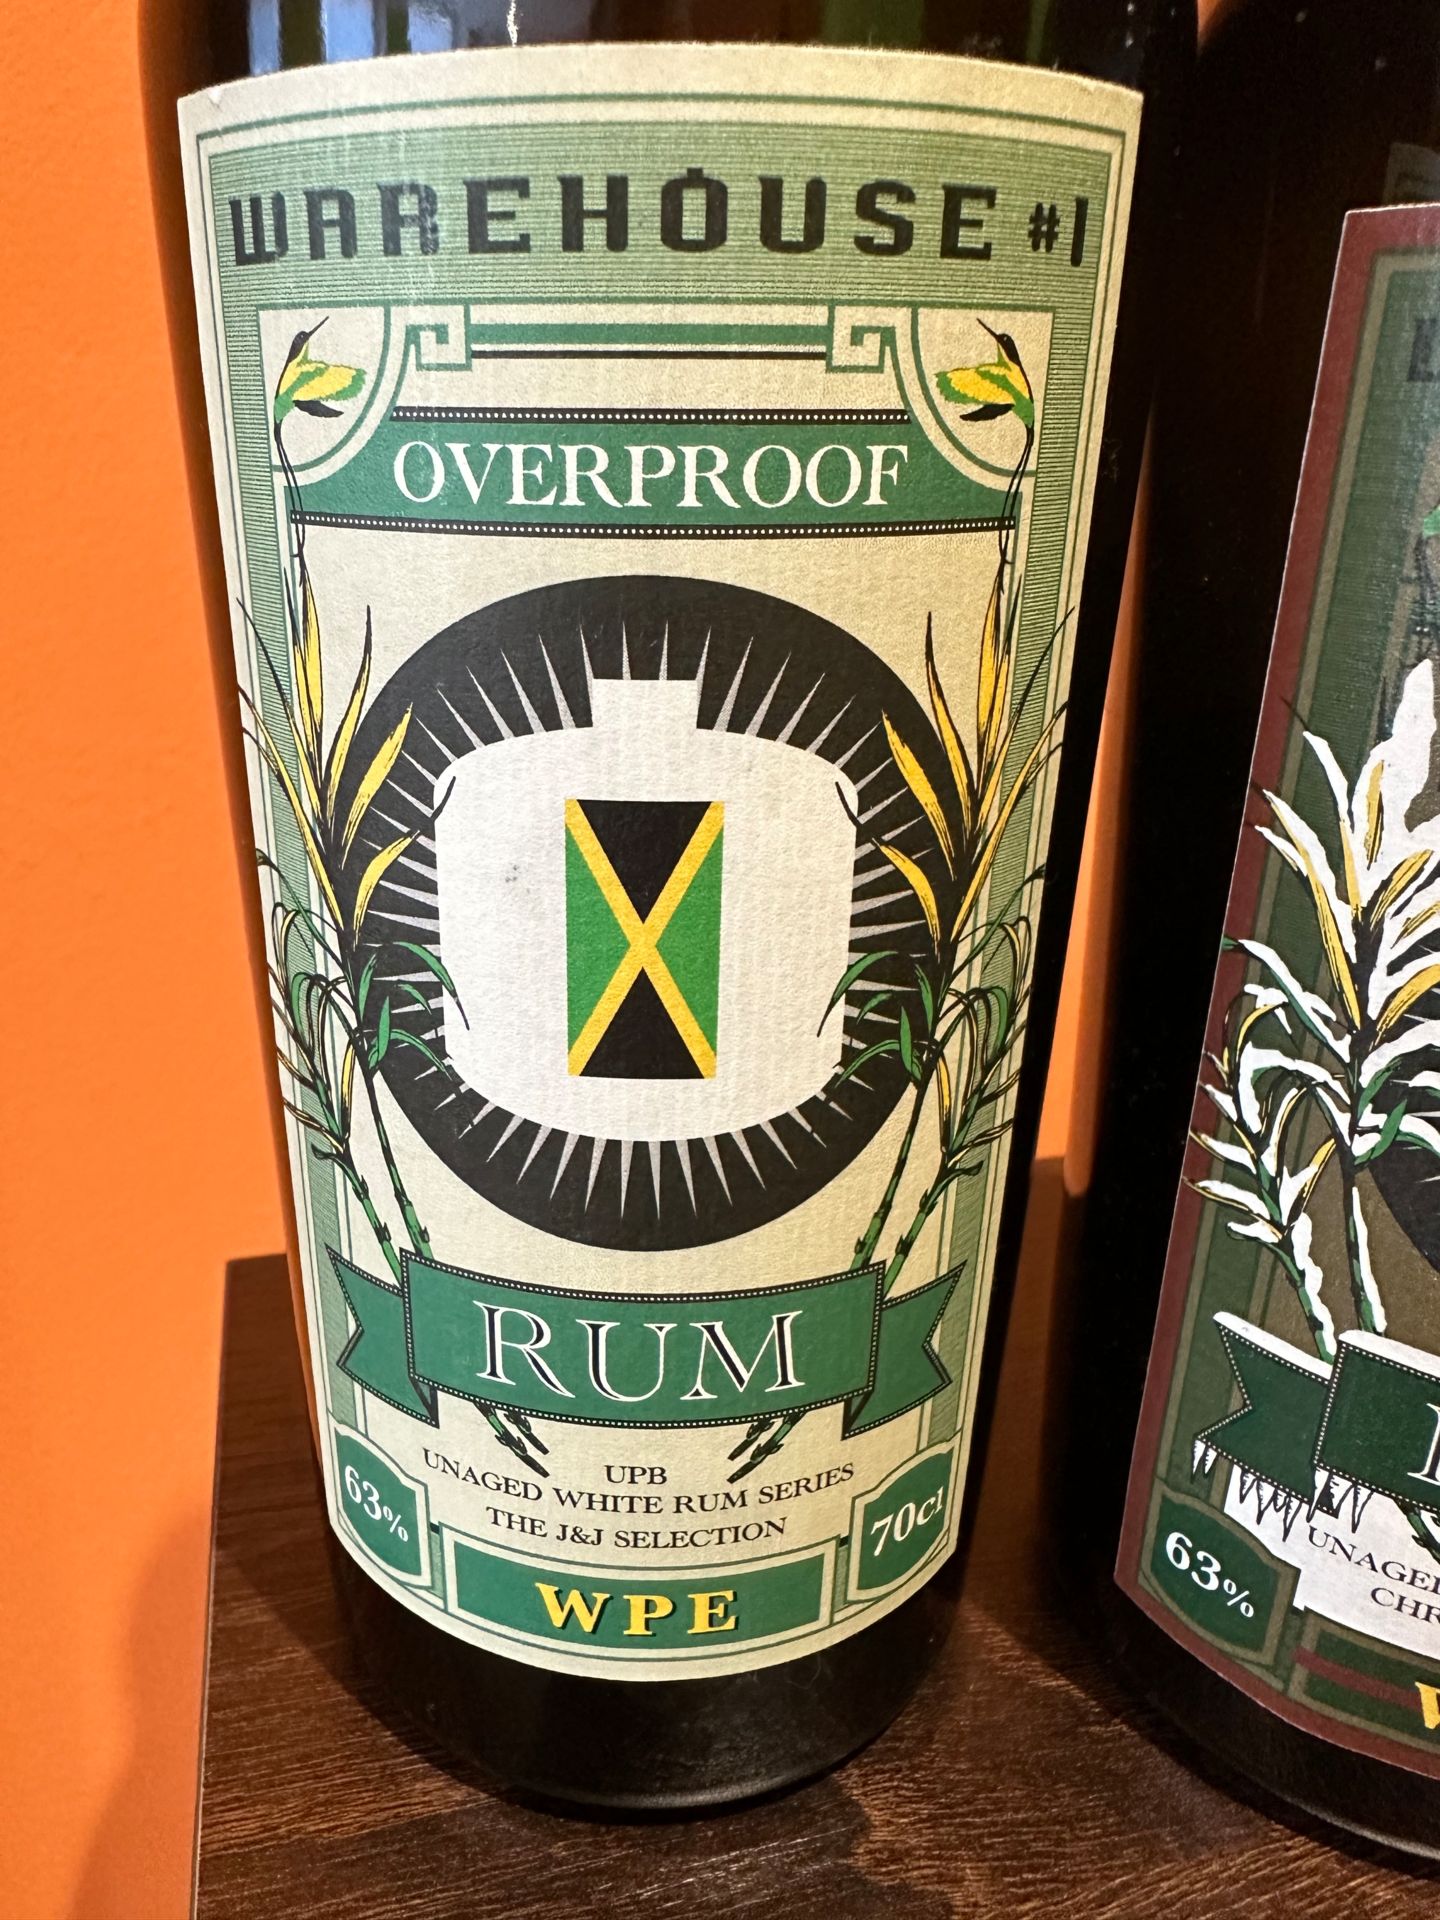 WAREHOUSE #1
OVERPROOF
RUM
UPB
UNAGED WHITE RUM SERIES
THE J&J SELECTION
63%
70cl
WPE
63%